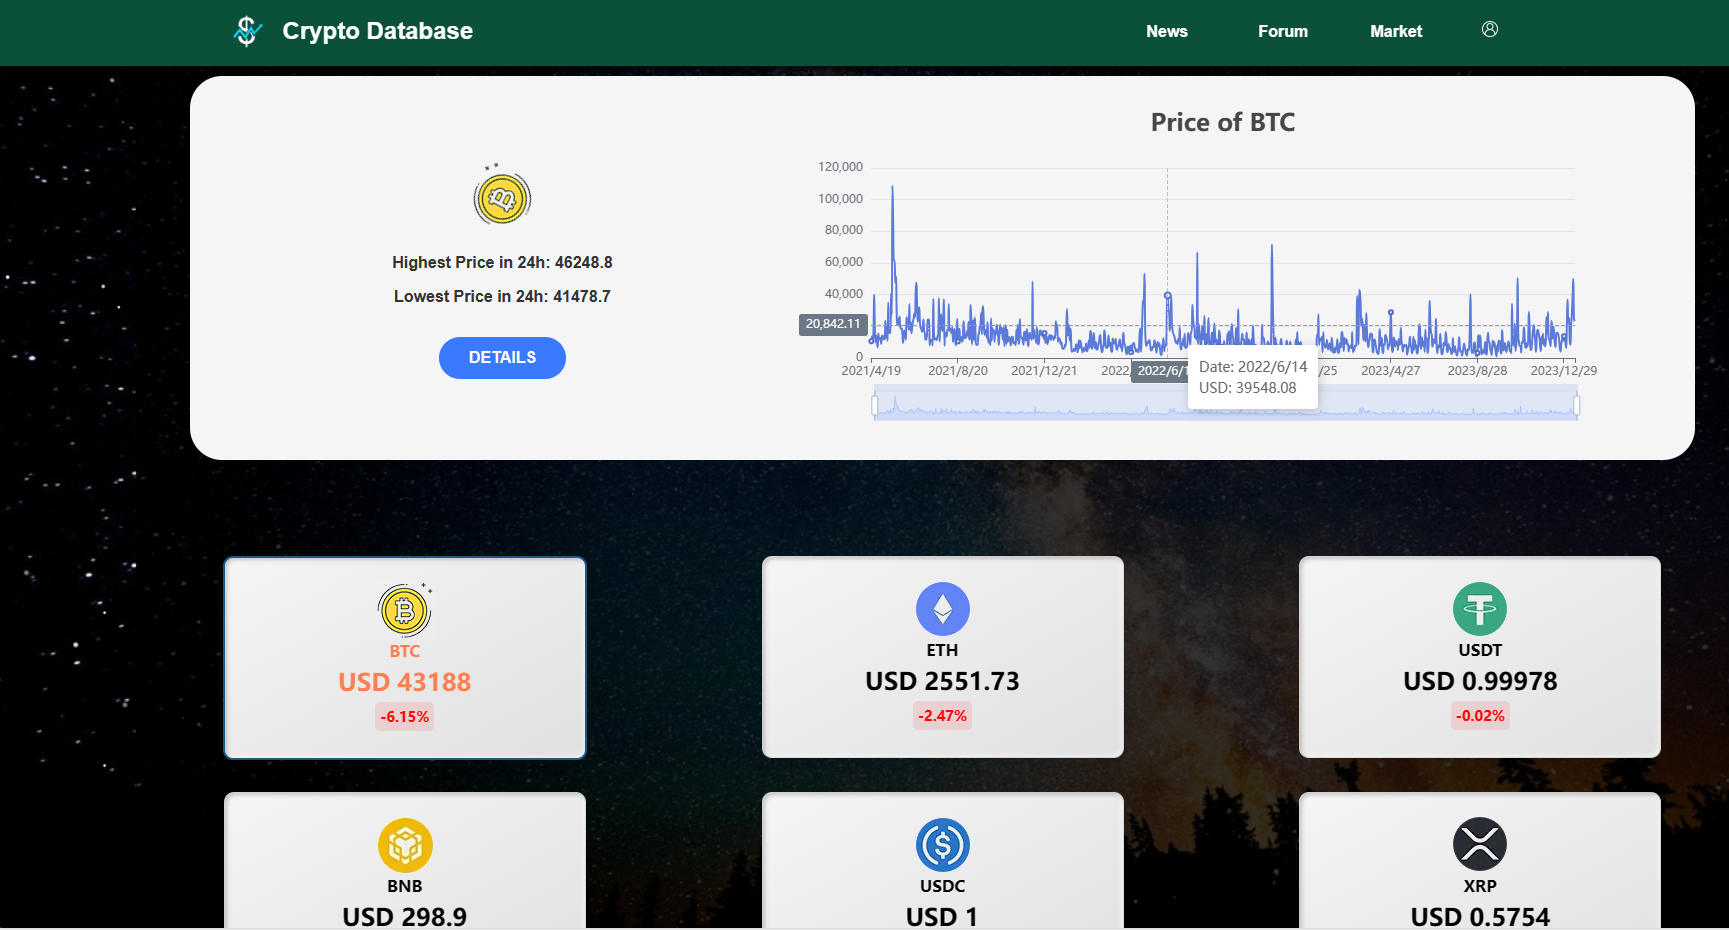 Crypto Database
News Forum Market
Price of BTC
Highest Price in 24h: 46248.8
Lowest Price in 24h: 41478.7
DETAILS
120,000
100,000
80,000
60,000
40,000
20,842.11
0
2021/4/19 2021/8/20 2021/12/21 2022/ 2022/6/1 /25 2023/4/27 2023/8/28 2023/12/29
Date: 2022/6/14
USD: 39548.08
BTC
USD 43188
-6.15%
ETH
USD 2551.73
-2.47%
USDT
USD 0.99978
-0.02%
BNB
USD 298.9
USDC
USD 1
XRP
USD 0.5754